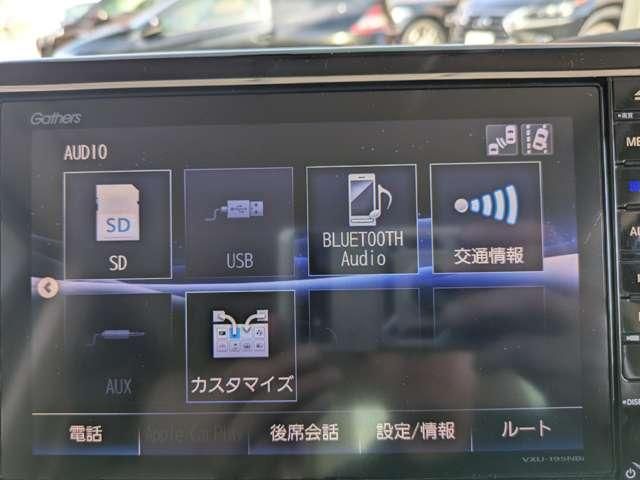 Gathers
AUDIO
SD
SD
USB
BLUETOOTH
Audio
交通情報
AUX
カスタマイズ
電話
Apple CarPlay
後席会話
設定/情報
ルート
VXU-195NBi